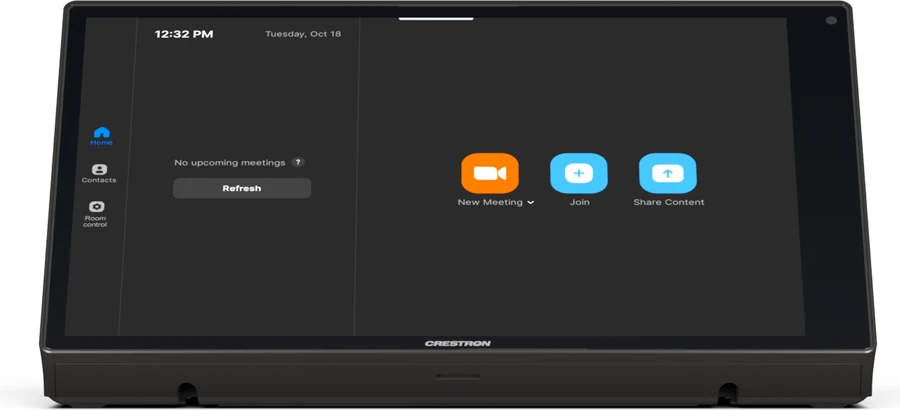 12:32 PM
Tuesday, Oct 18
Home
Contacts
Room
control
No upcoming meetings ?
Refresh
New Meeting
Join
Share Content
CRESTRON